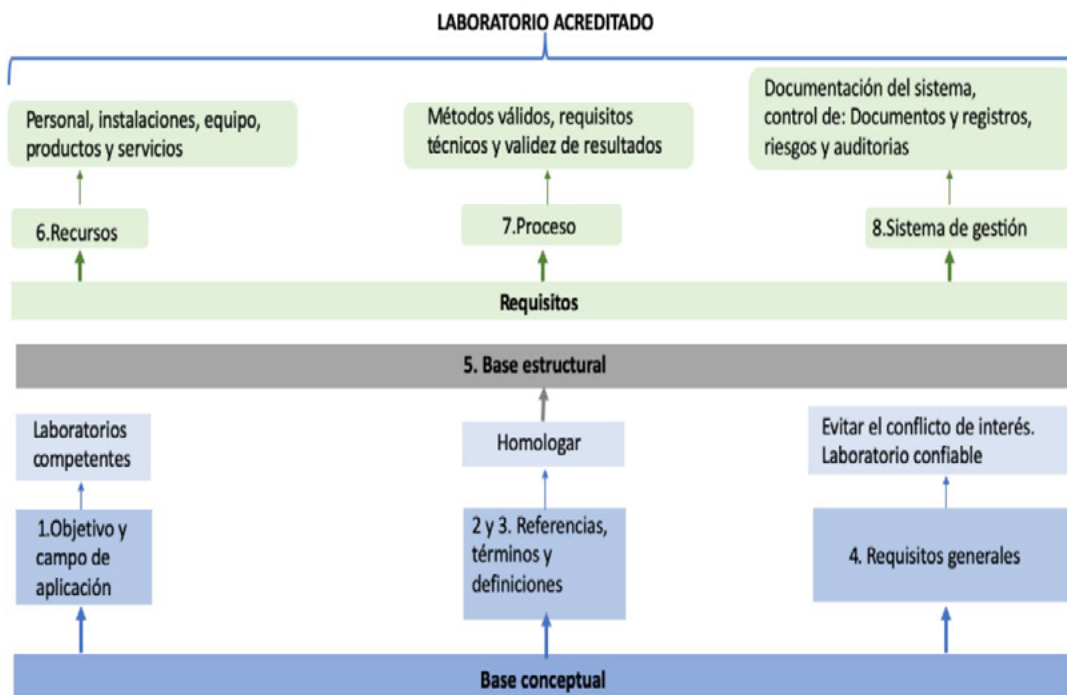 LABORATORIO ACREDITADO
Personal, instalaciones, equipo,
productos y servicios
Métodos válidos, requisitos
técnicos y validez de resultados
Documentación del sistema,
control de: Documentos y registros,
riesgos y auditorias
6.Recursos
7.Proceso
8.Sistema de gestión
Requisitos
5. Base estructural
Laboratorios
competentes
Homologar
Evitar el conflicto de interés.
Laboratorio confiable
1.Objetivo y
campo de
aplicación
2 y 3. Referencias,
términos y
definiciones
4. Requisitos generales
Base conceptual